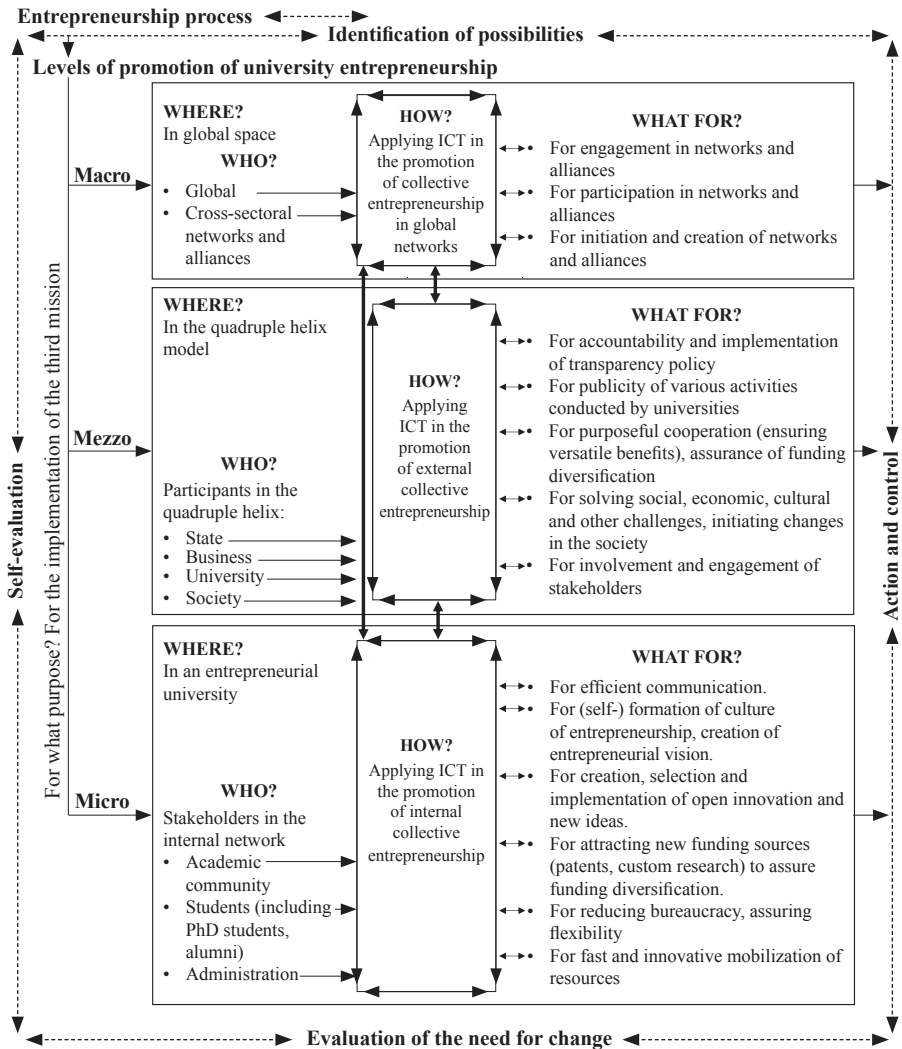 Entrepreneurship process
Identification of possibilities
Levels of promotion of university entrepreneurship
Self-evaluation
For what purpose? For the implementation of the third mission
Macro
WHERE?
In global space
WHO?
• Global
• Cross-sectoral
networks and
alliances
HOW?
Applying ICT in
the promotion
of collective
entrepreneurship
in global
networks
WHAT FOR?
• For engagement in networks and
alliances
• For participation in networks and
alliances
• For initiation and creation of networks
and alliances
Mezzo
WHERE?
In the quadruple helix
model
WHO?
Participants in the
quadruple helix:
• State
• Business
• University
• Society
HOW?
Applying
ICT in the
promotion
of external
collective
entrepreneurship
WHAT FOR?
• For accountability and implementation
of transparency policy
• For publicity of various activities
conducted by universities
• For purposeful cooperation (ensuring
versatile benefits), assurance of funding
diversification
• For solving social, economic, cultural
and other challenges, initiating changes
in the society
• For involvement and engagement of
stakeholders
Micro
WHERE?
In an entrepreneurial
university
WHO?
Stakeholders in the
internal network
• Academic
community
• Students (including
PhD students,
alumni)
• Administration
HOW?
Applying ICT in
the promotion
of internal
collective
entrepreneurship
WHAT FOR?
• For efficient communication.
• For (self-) formation of culture
of entrepreneurship, creation of
entrepreneurial vision.
• For creation, selection and
implementation of open innovation and
new ideas.
• For attracting new funding sources
(patents, custom research) to assure
funding diversification.
• For reducing bureaucracy, assuring
flexibility
• For fast and innovative mobilization of
resources
Action and control
Evaluation of the need for change